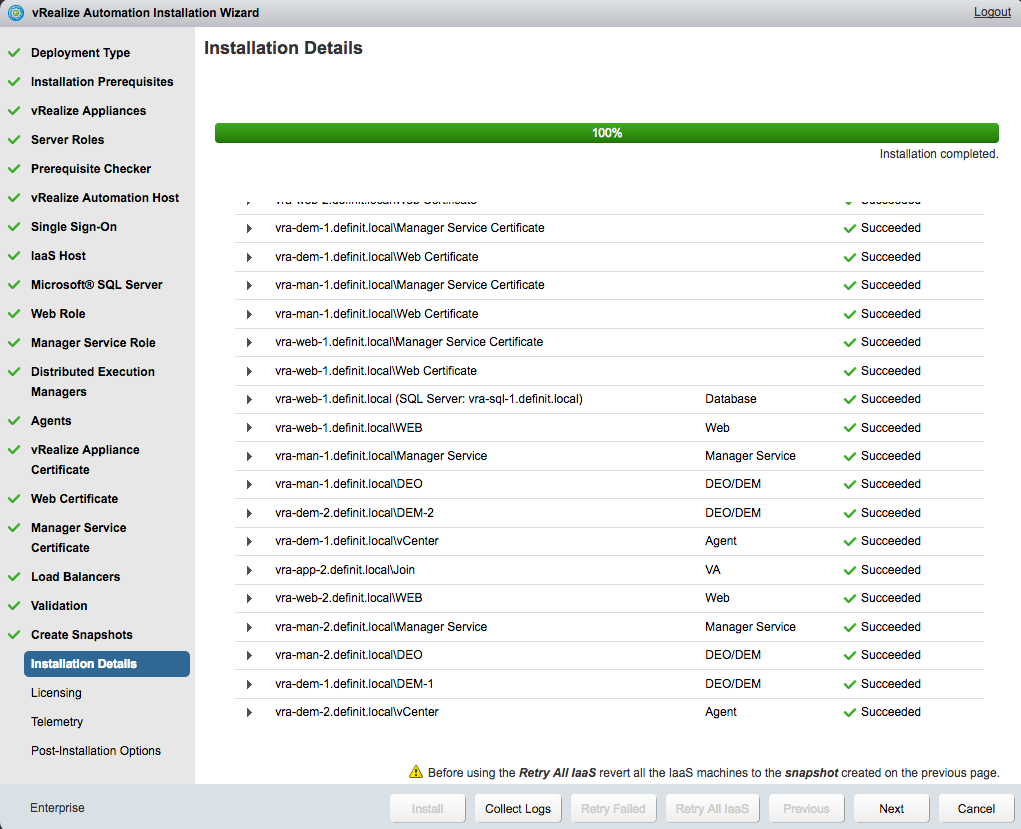 vRealize Automation Installation Wizard
Logout
Deployment Type
Installation Prerequisites
vRealize Appliances
Server Roles
Prerequisite Checker
vRealize Automation Host
Single Sign-On
IaaS Host
Microsoft® SQL Server
Web Role
Manager Service Role
Distributed Execution
Managers
Agents
vRealize Appliance
Certificate
Web Certificate
Manager Service
Certificate
Load Balancers
Validation
Create Snapshots
Installation Details
Licensing
Telemetry
Post-Installation Options
Enterprise
Installation Details
100%
Installation completed.
vra-web-2.definit.local\Web Certificate Succeeded
vra-dem-1.definit.local\Manager Service Certificate Succeeded
vra-dem-1.definit.local\Web Certificate Succeeded
vra-man-1.definit.local\Manager Service Certificate Succeeded
vra-man-1.definit.local\Web Certificate Succeeded
vra-web-1.definit.local\Manager Service Certificate Succeeded
vra-web-1.definit.local\Web Certificate Succeeded
vra-web-1.definit.local (SQL Server: vra-sql-1.definit.local) Database Succeeded
vra-web-1.definit.local\WEB Web Succeeded
vra-man-1.definit.local\Manager Service Manager Service Succeeded
vra-man-1.definit.local\DEO DEO/DEM Succeeded
vra-dem-2.definit.local\DEM-2 DEO/DEM Succeeded
vra-dem-1.definit.local\vCenter Agent Succeeded
vra-app-2.definit.local\Join VA Succeeded
vra-web-2.definit.local\WEB Web Succeeded
vra-man-2.definit.local\Manager Service Manager Service Succeeded
vra-man-2.definit.local\DEO DEO/DEM Succeeded
vra-dem-1.definit.local\DEM-1 DEO/DEM Succeeded
vra-dem-2.definit.local\vCenter Agent Succeeded
Before using the Retry All IaaS revert all the IaaS machines to the snapshot created on the previous page.
Install Collect Logs Retry Failed Retry All IaaS Previous Next Cancel